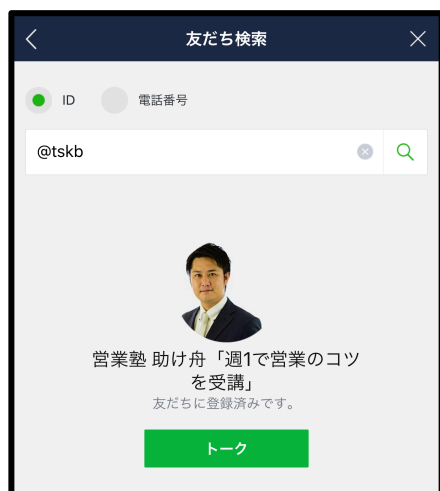 友だち検索
ID 電話番号
@tskb
営業塾 助け舟「週1で営業のコツ
を受講」
友だちに登録済みです。
トーク